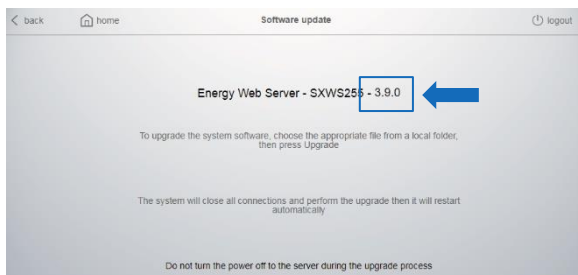 back home Software update logout
Energy Web Server - SXWS255 - 3.9.0
To upgrade the system software, choose the appropriate file from a local folder,
then press Upgrade
The system will close all connections and perform the upgrade then it will restart
automatically
Do not turn the power off to the server during the upgrade process